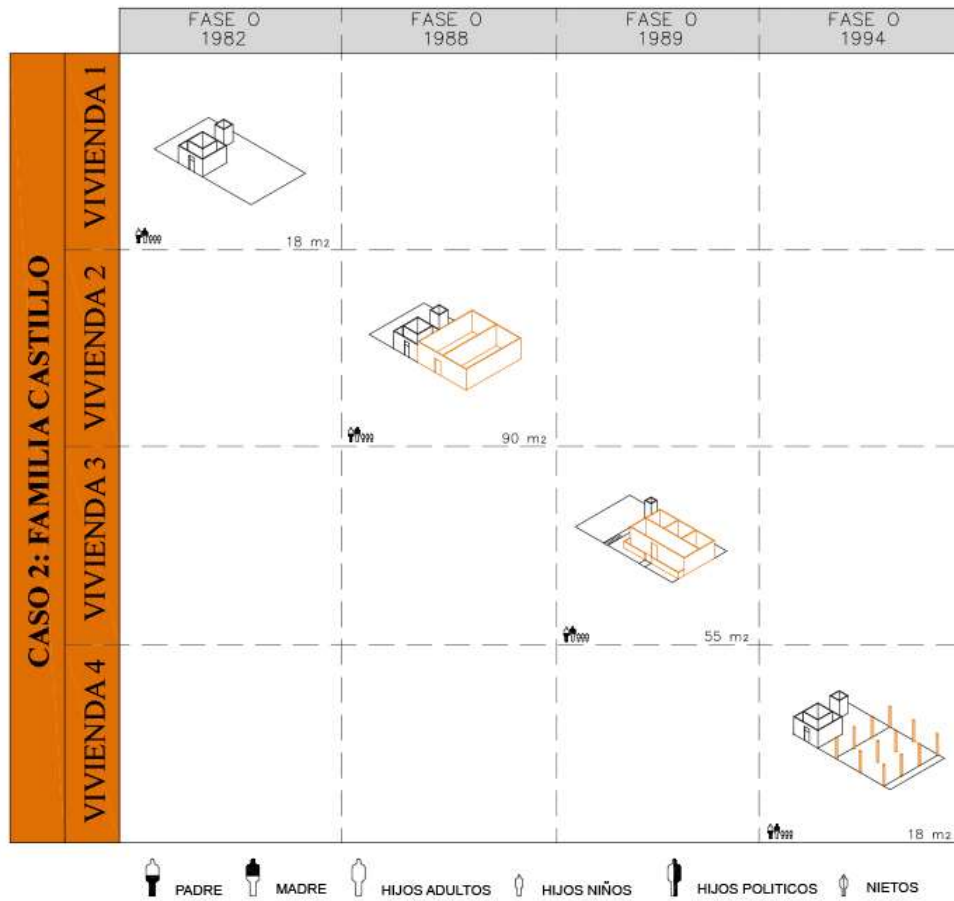 FASE 0
1982
FASE 0
1988
FASE 0
1989
FASE 0
1994
CASO 2: FAMILIA CASTILLO
VIVIENDA 1
18 m2
VIVIENDA 2
90 m2
VIVIENDA 3
55 m2
VIVIENDA 4
18 m2
PADRE
MADRE
HIJOS ADULTOS
HIJOS NIÑOS
HIJOS POLITICOS
NIETOS